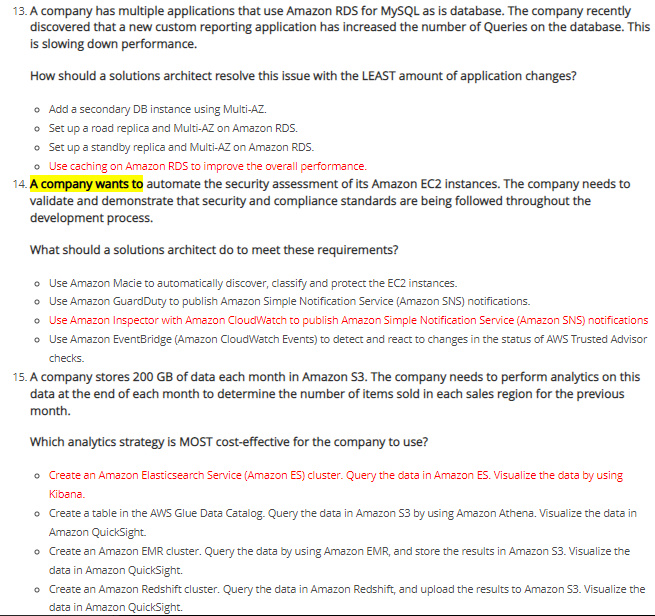 13. A company has multiple applications that use Amazon RDS for MySQL as is database. The company recently
discovered that a new custom reporting application has increased the number of Queries on the database. This
is slowing down performance.
How should a solutions architect resolve this issue with the LEAST amount of application changes?
Add a secondary DB instance using Multi-AZ.
Set up a road replica and Multi-AZ on Amazon RDS.
Set up a standby replica and Multi-AZ on Amazon RDS.
Use caching on Amazon RDS to improve the overall performance.
14. A company wants to automate the security assessment of its Amazon EC2 instances. The company needs to
validate and demonstrate that security and compliance standards are being followed throughout the
development process.
What should a solutions architect do to meet these requirements?
Use Amazon Macie to automatically discover, classify and protect the EC2 instances.
Use Amazon GuardDuty to publish Amazon Simple Notification Service (Amazon SNS) notifications.
Use Amazon Inspector with Amazon CloudWatch to publish Amazon Simple Notification Service (Amazon SNS) notifications
Use Amazon EventBridge (Amazon CloudWatch Events) to detect and react to changes in the status of AWS Trusted Advisor
checks.
15. A company stores 200 GB of data each month in Amazon S3. The company needs to perform analytics on this
data at the end of each month to determine the number of items sold in each sales region for the previous
month.
Which analytics strategy is MOST cost-effective for the company to use?
Create an Amazon Elasticsearch Service (Amazon ES) cluster. Query the data in Amazon ES. Visualize the data by using
Kibana.
Create a table in the AWS Glue Data Catalog. Query the data in Amazon S3 by using Amazon Athena. Visualize the data in
Amazon QuickSight.
Create an Amazon EMR cluster. Query the data by using Amazon EMR, and store the results in Amazon S3. Visualize the
data in Amazon QuickSight.
Create an Amazon Redshift cluster. Query the data in Amazon Redshift, and upload the results to Amazon S3. Visualize the
data in Amazon QuickSight.